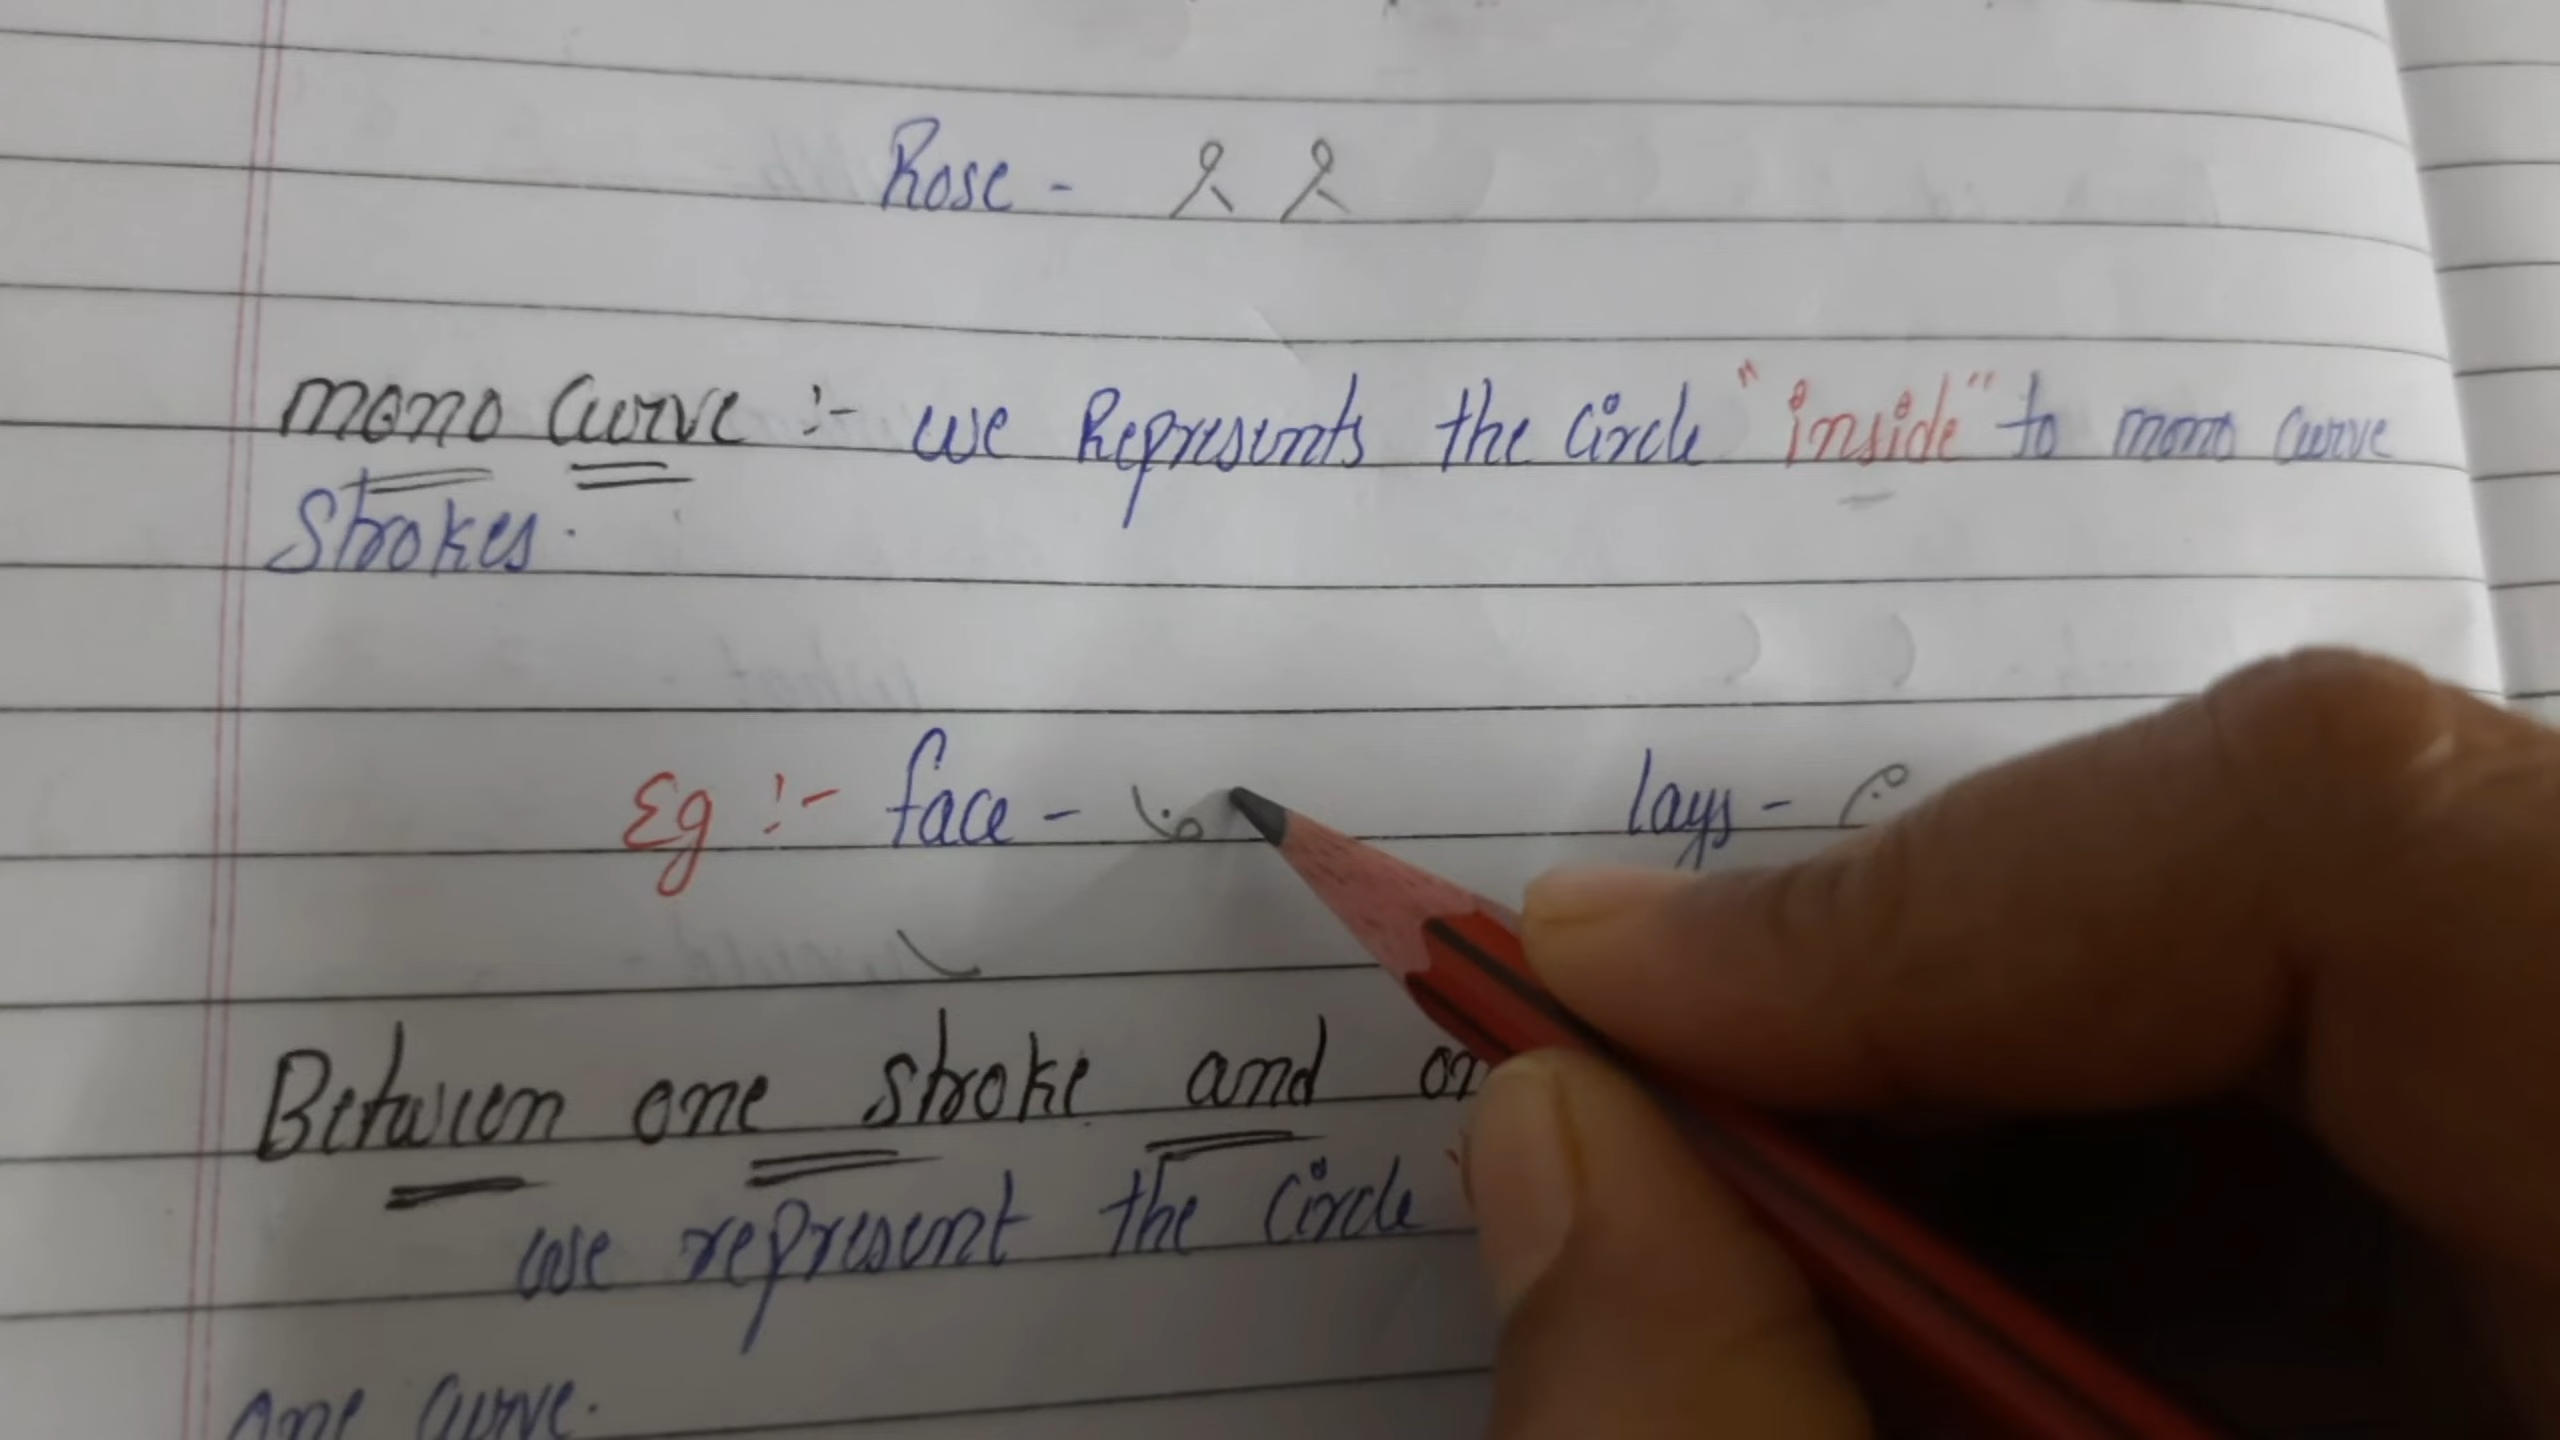 Rose -
mono Curve :- we Represents the circle "inside" to mono curve
Strokes.
Eg :- face - lays -
Between one stroke and
we represent the circle
one curve.